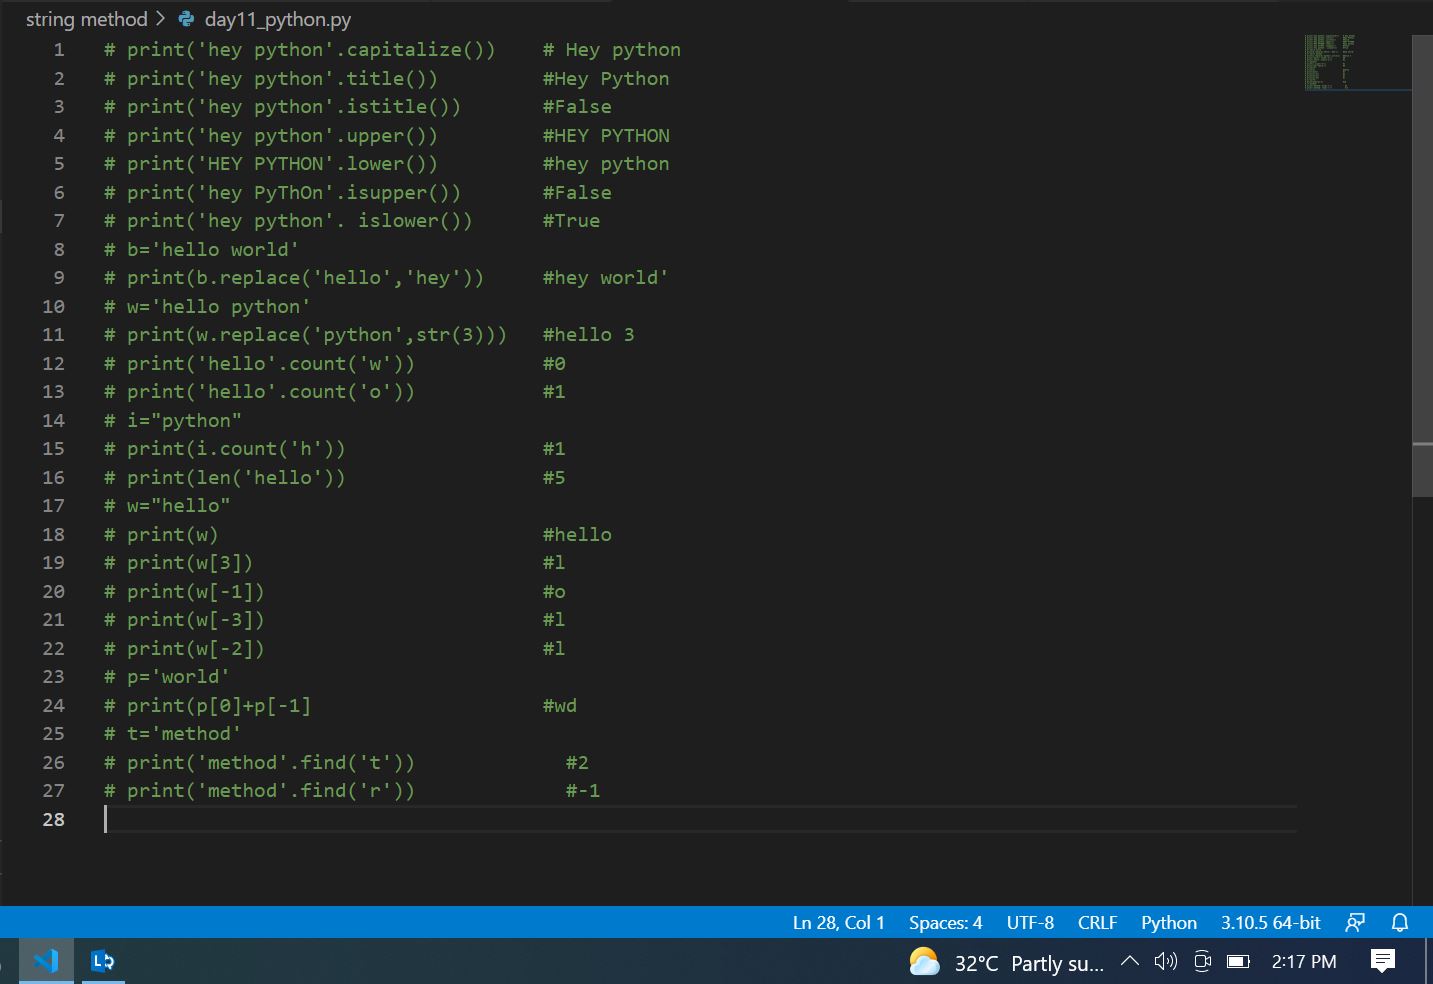 string method > day11_python.py
1 # print('hey python'.capitalize()) # Hey python
2 # print('hey python'.title()) #Hey Python
3 # print('hey python'.istitle()) #False
4 # print('hey python'.upper()) #HEY PYTHON
5 # print('HEY PYTHON'.lower()) #hey python
6 # print('hey PyThOn'.isupper()) #False
7 # print('hey python'. islower()) #True
8 # b='hello world'
9 # print(b.replace('hello','hey')) #hey world'
10 # w='hello python'
11 # print(w.replace('python',str(3))) #hello 3
12 # print('hello'.count('w')) #0
13 # print('hello'.count('o')) #1
14 # i="python"
15 # print(i.count('h')) #1
16 # print(len('hello')) #5
17 # w="hello"
18 # print(w) #hello
19 # print(w[3]) #l
20 # print(w[-1]) #o
21 # print(w[-3]) #l
22 # print(w[-2]) #l
23 # p='world'
24 # print(p[0]+p[-1] #wd
25 # t='method'
26 # print('method'.find('t')) #2
27 # print('method'.find('r')) #-1
28
Ln 28, Col 1 Spaces: 4 UTF-8 CRLF Python 3.10.5 64-bit
32°C Partly su... 2:17 PM